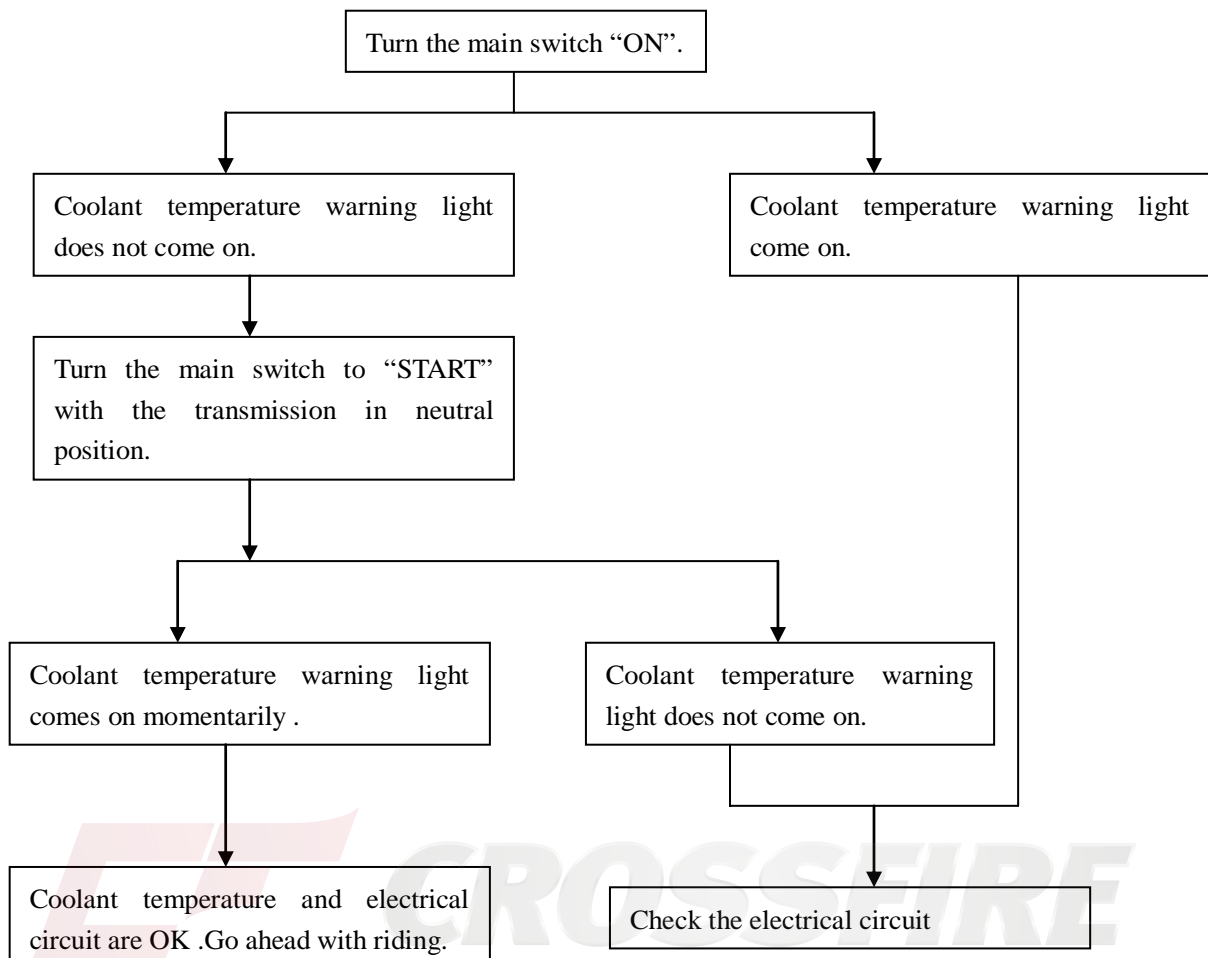 Turn the main switch “ON”.
Coolant temperature warning light
does not come on.
Coolant temperature warning light
come on.
Turn the main switch to “START”
with the transmission in neutral
position.
Coolant temperature warning light
comes on momentarily .
Coolant temperature warning
light does not come on.
Coolant temperature and electrical
circuit are OK .Go ahead with riding.
Check the electrical circuit
CROSSFIRE